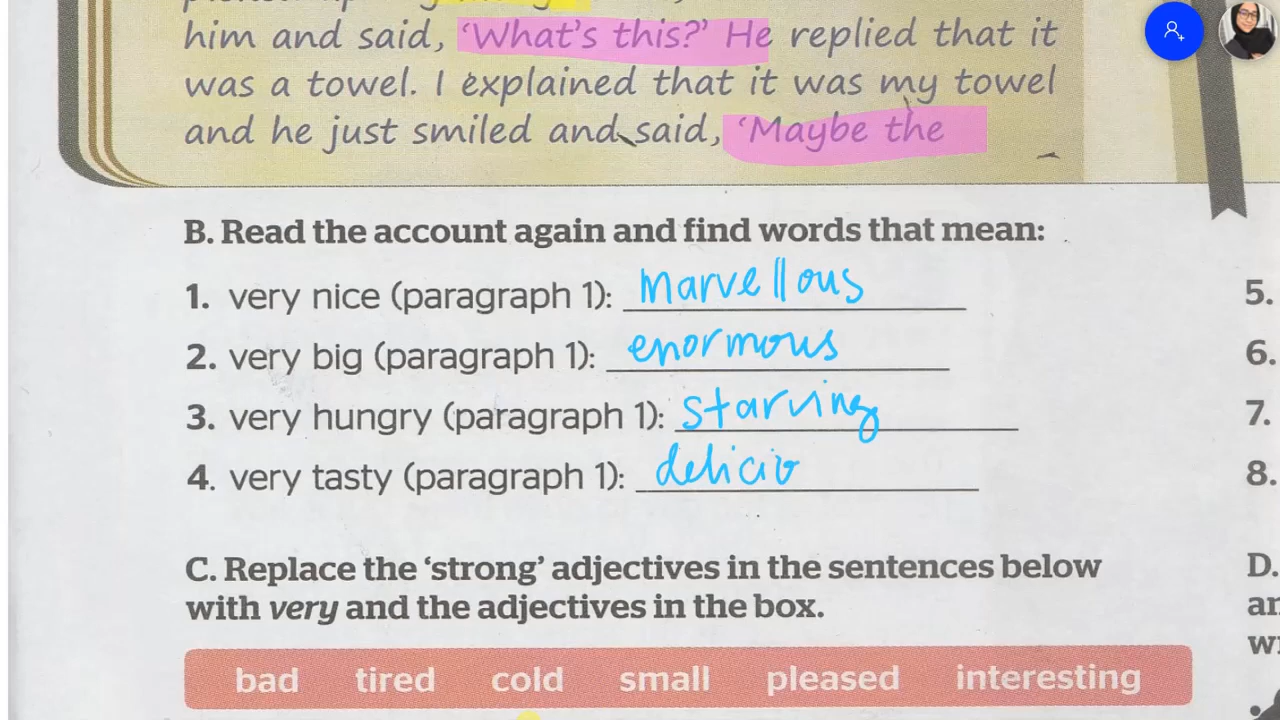 him and said, ‘What’s this?’ He replied that it
was a towel. I explained that it was my towel
and he just smiled and said, ‘Maybe the
B. Read the account again and find words that mean:
1. very nice (paragraph 1): marvellous
2. very big (paragraph 1): enormous
3. very hungry (paragraph 1): starving
4. very tasty (paragraph 1): delicio
C. Replace the ‘strong’ adjectives in the sentences below
with very and the adjectives in the box.
bad tired cold small pleased interesting
5.
6.
7.
8.
D.